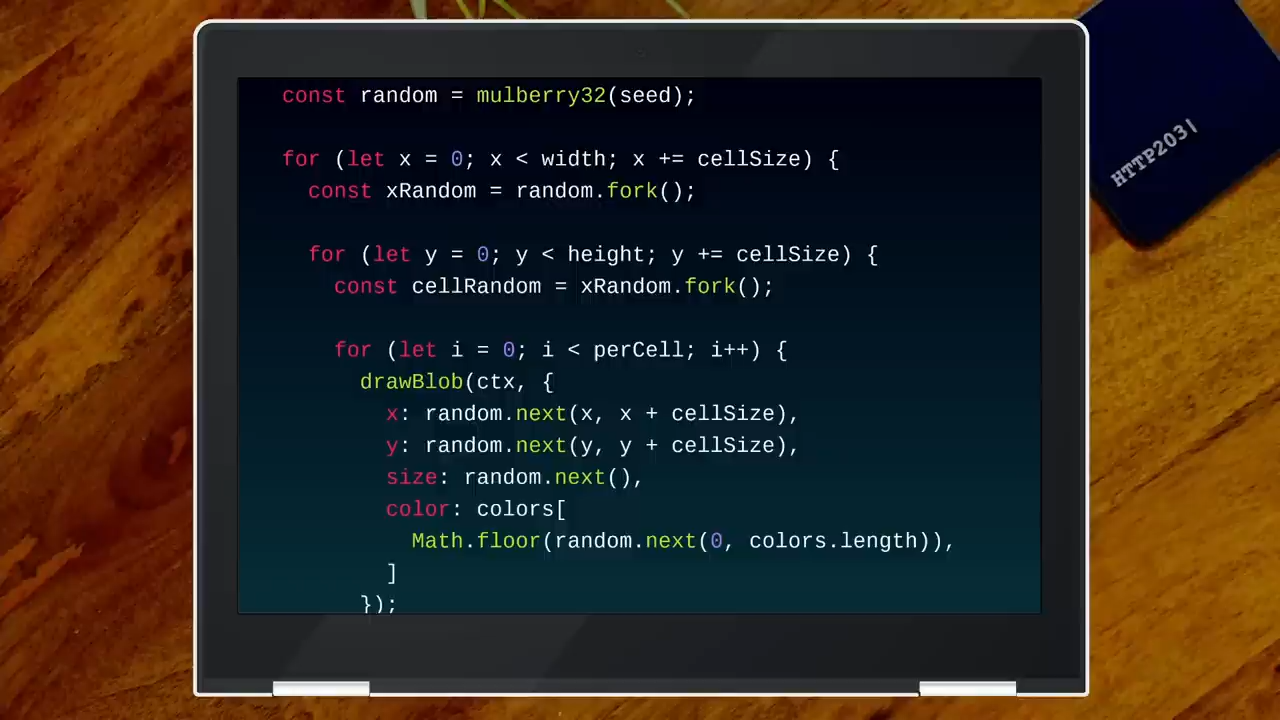 const random = mulberry32(seed);
for (let x = 0; x < width; x += cellSize) {
const xRandom = random.fork();
for (let y = 0; y < height; y += cellSize) {
const cellRandom = xRandom.fork();
for (let i = 0; i < perCell; i++) {
drawBlob(ctx, {
x: random.next(x, x + cellSize),
y: random.next(y, y + cellSize),
size: random.next(),
color: colors[
Math.floor(random.next(0, colors.length)),
]
});
HTTP203|